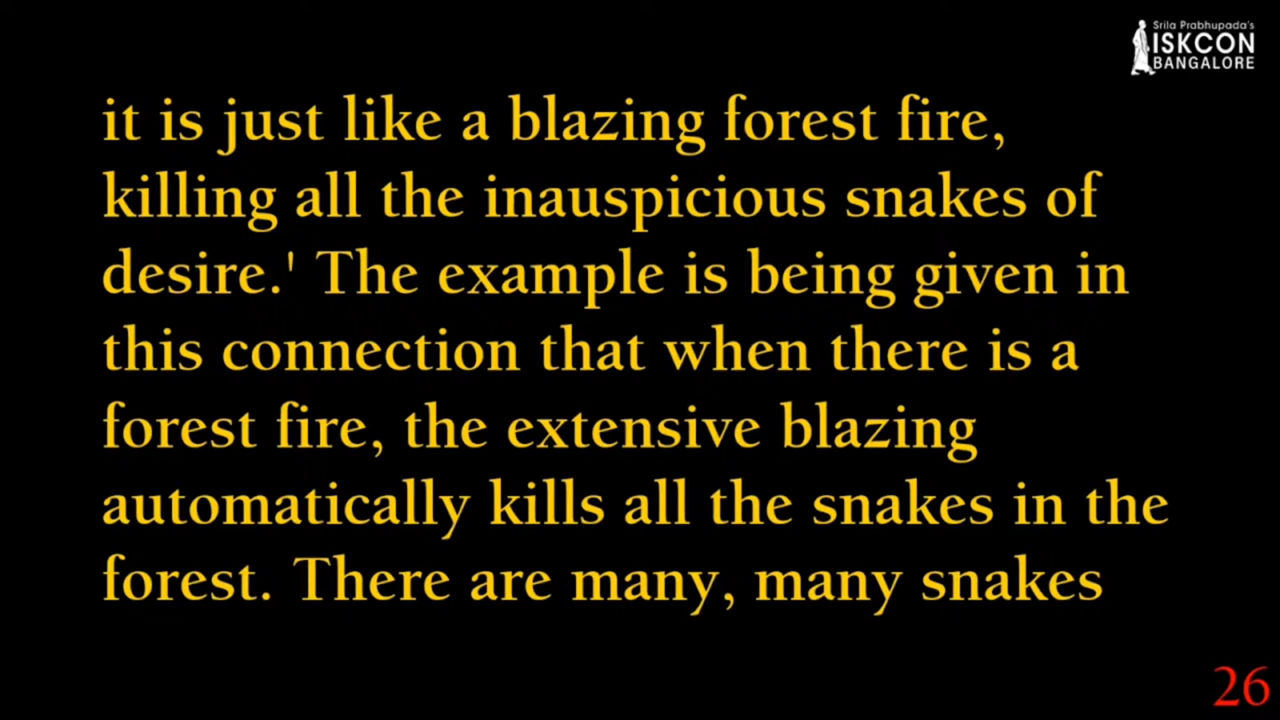 Srila Prabhupada's
ISKCON
BANGALORE
it is just like a blazing forest fire,
killing all the inauspicious snakes of
desire.' The example is being given in
this connection that when there is a
forest fire, the extensive blazing
automatically kills all the snakes in the
forest. There are many, many snakes
26